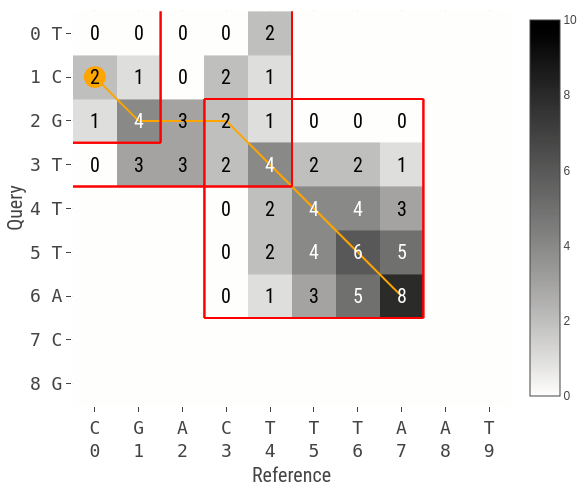 0 T 0 0 0 0 2
1 C 2 1 0 2 1
2 G 1 4 3 2 1 0 0 0
3 T 0 3 3 2 4 2 2 1
4 T 0 2 4 4 3
5 T 0 2 4 6 5
6 A 0 1 3 5 8
7 C
8 G
C G A C T T T A A T
0 1 2 3 4 5 6 7 8 9
Reference
Query
10
8
6
4
2
0